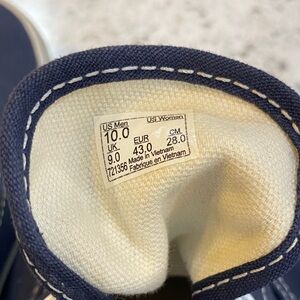 US Men US Women
10.0
UK EUR CM
9.0 43.0 28.0
721356 Made in Vietnam
Fabriqué en Vietnam